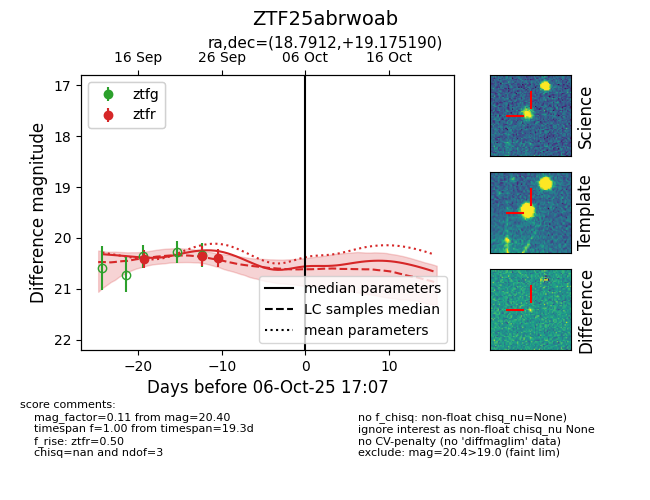 ZTF25abrwoab
ra,dec=(18.7912,+19.175190)
16 Sep
26 Sep
06 Oct
16 Oct
ztfg
ztfr
17
18
19
20
21
22
Difference magnitude
median parameters
LC samples median
mean parameters
−20
−10
0
10
Days before 06-Oct-25 17:07
Science
Template
Difference
score comments:
mag_factor=0.11 from mag=20.40
timespan f=1.00 from timespan=19.3d
f_rise: ztfr=0.50
chisq=nan and ndof=3
no f_chisq: non-float chisq_nu=None)
ignore interest as non-float chisq_nu None
no CV-penalty (no 'diffmaglim' data)
exclude: mag=20.4>19.0 (faint lim)